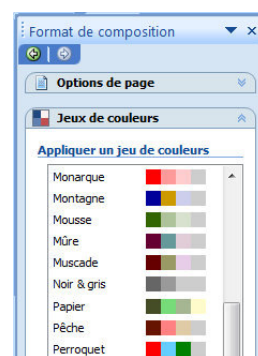 Format de composition
Options de page
Jeux de couleurs
Appliquer un jeu de couleurs
Monarque
Montagne
Mousse
Mûre
Muscade
Noir & gris
Papier
Pêche
Perroquet